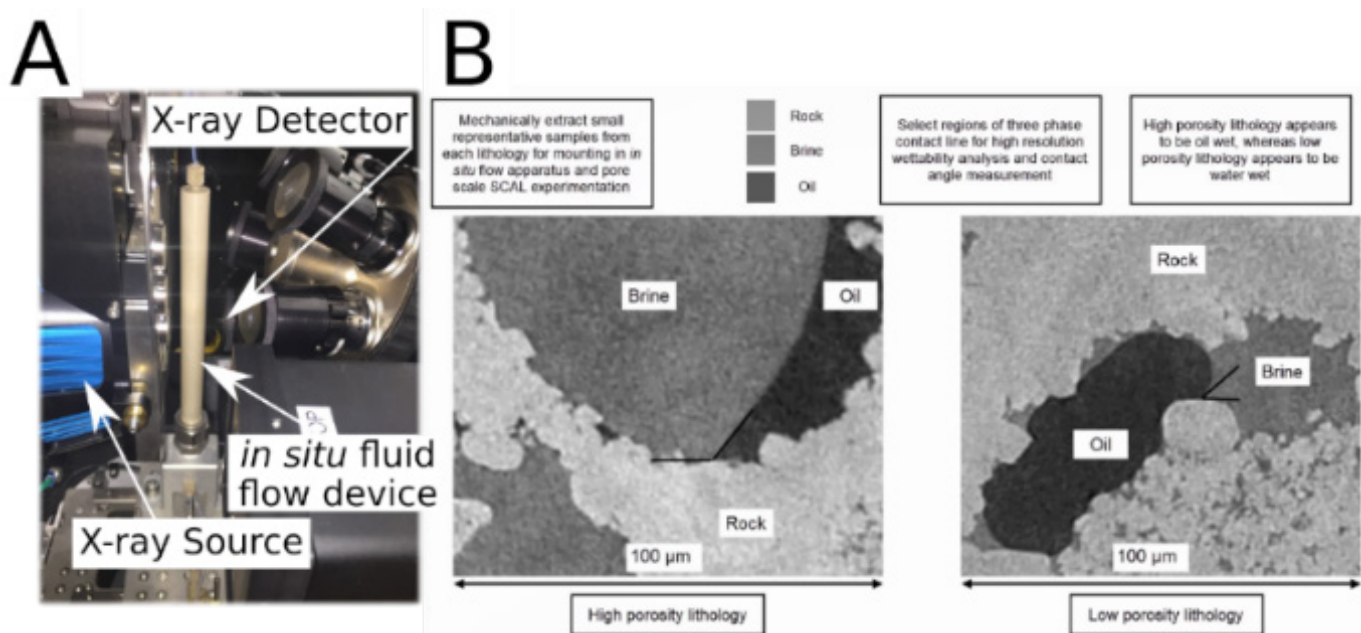 A
X-ray Detector
in situ fluid
flow device
X-ray Source
B
Mechanically extract small
representative samples from
each lithology for mounting in in
situ flow apparatus and pore
scale SCAL experimentation
Rock
Brine
Oil
Select regions of three phase
contact line for high resolution
wettability analysis and contact
angle measurement
High porosity lithology appears
to be oil wet, whereas low
porosity lithology appears to be
water wet
Brine
Oil
Rock
100 μm
High porosity lithology
Rock
Brine
Oil
100 μm
Low porosity lithology